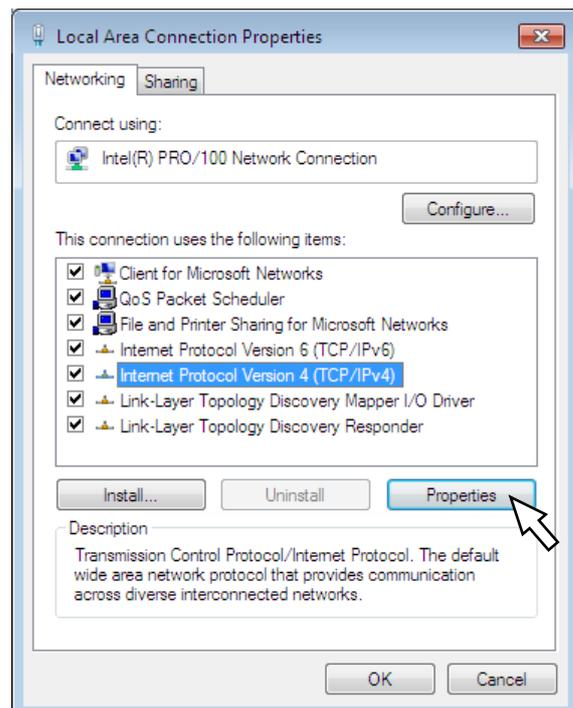 Local Area Connection Properties
Networking
Sharing
Connect using:
Intel(R) PRO/100 Network Connection
Configure...
This connection uses the following items:
Client for Microsoft Networks
QoS Packet Scheduler
File and Printer Sharing for Microsoft Networks
Internet Protocol Version 6 (TCP/IPv6)
Internet Protocol Version 4 (TCP/IPv4)
Link-Layer Topology Discovery Mapper I/O Driver
Link-Layer Topology Discovery Responder
Install...
Uninstall
Properties
Description
Transmission Control Protocol/Internet Protocol. The default
wide area network protocol that provides communication
across diverse interconnected networks.
OK
Cancel